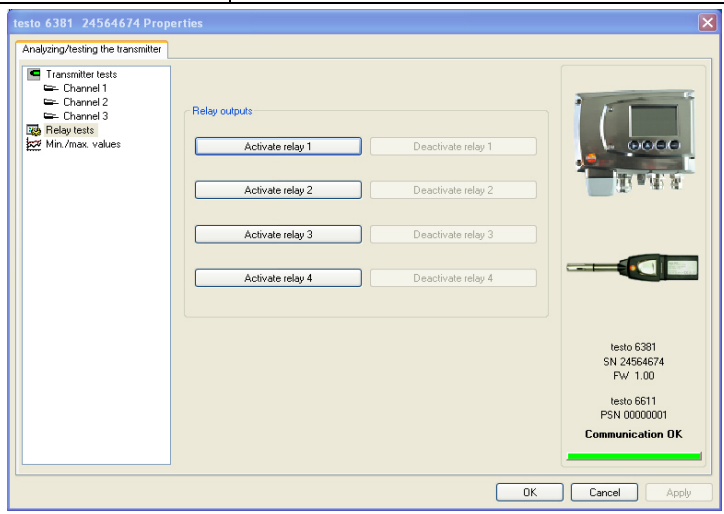 testo 6381 24564674 Properties
Analyzing/testing the transmitter
Transmitter tests
Channel 1
Channel 2
Channel 3
Relay tests
Min./max. values
Relay outputs
Activate relay 1 Deactivate relay 1
Activate relay 2 Deactivate relay 2
Activate relay 3 Deactivate relay 3
Activate relay 4 Deactivate relay 4
testo 6381
SN 24564674
FW 1.00
testo 6611
PSN 00000001
Communication OK
OK Cancel Apply